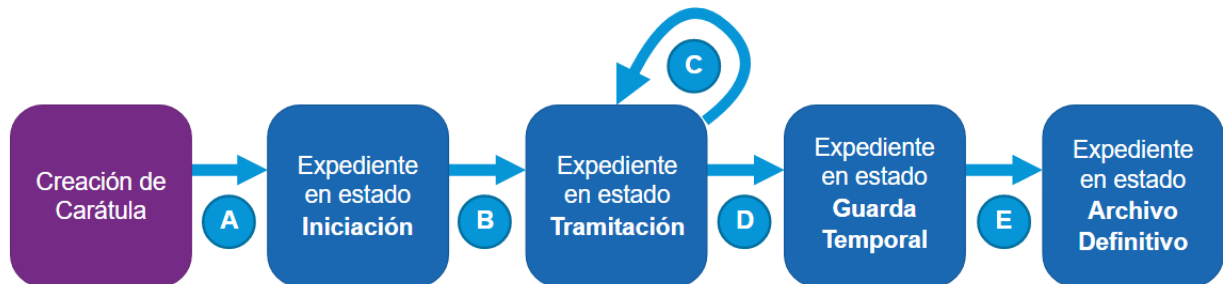 C
Creación de
Carátula
A
Expediente
en estado
Iniciación
B
Expediente
en estado
Tramitación
D
Expediente
en estado
Guarda
Temporal
E
Expediente
en estado
Archivo
Definitivo